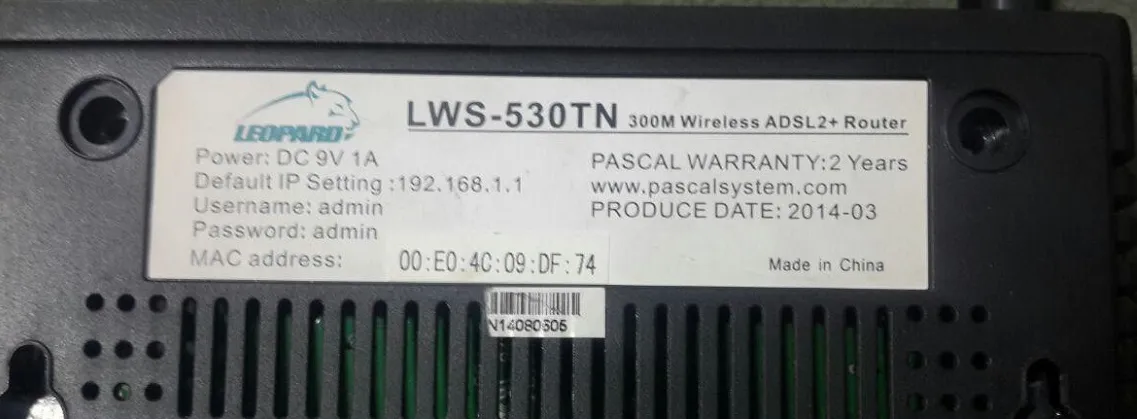 LEOPARD
LWS-530TN 300M Wireless ADSL2+ Router
Power: DC 9V 1A
Default IP Setting :192.168.1.1
Username: admin
Password: admin
MAC address: 00:E0:4C:09:DF:74
PASCAL WARRANTY:2 Years
www.pascalsystem.com
PRODUCE DATE: 2014-03
Made in China
N14080605